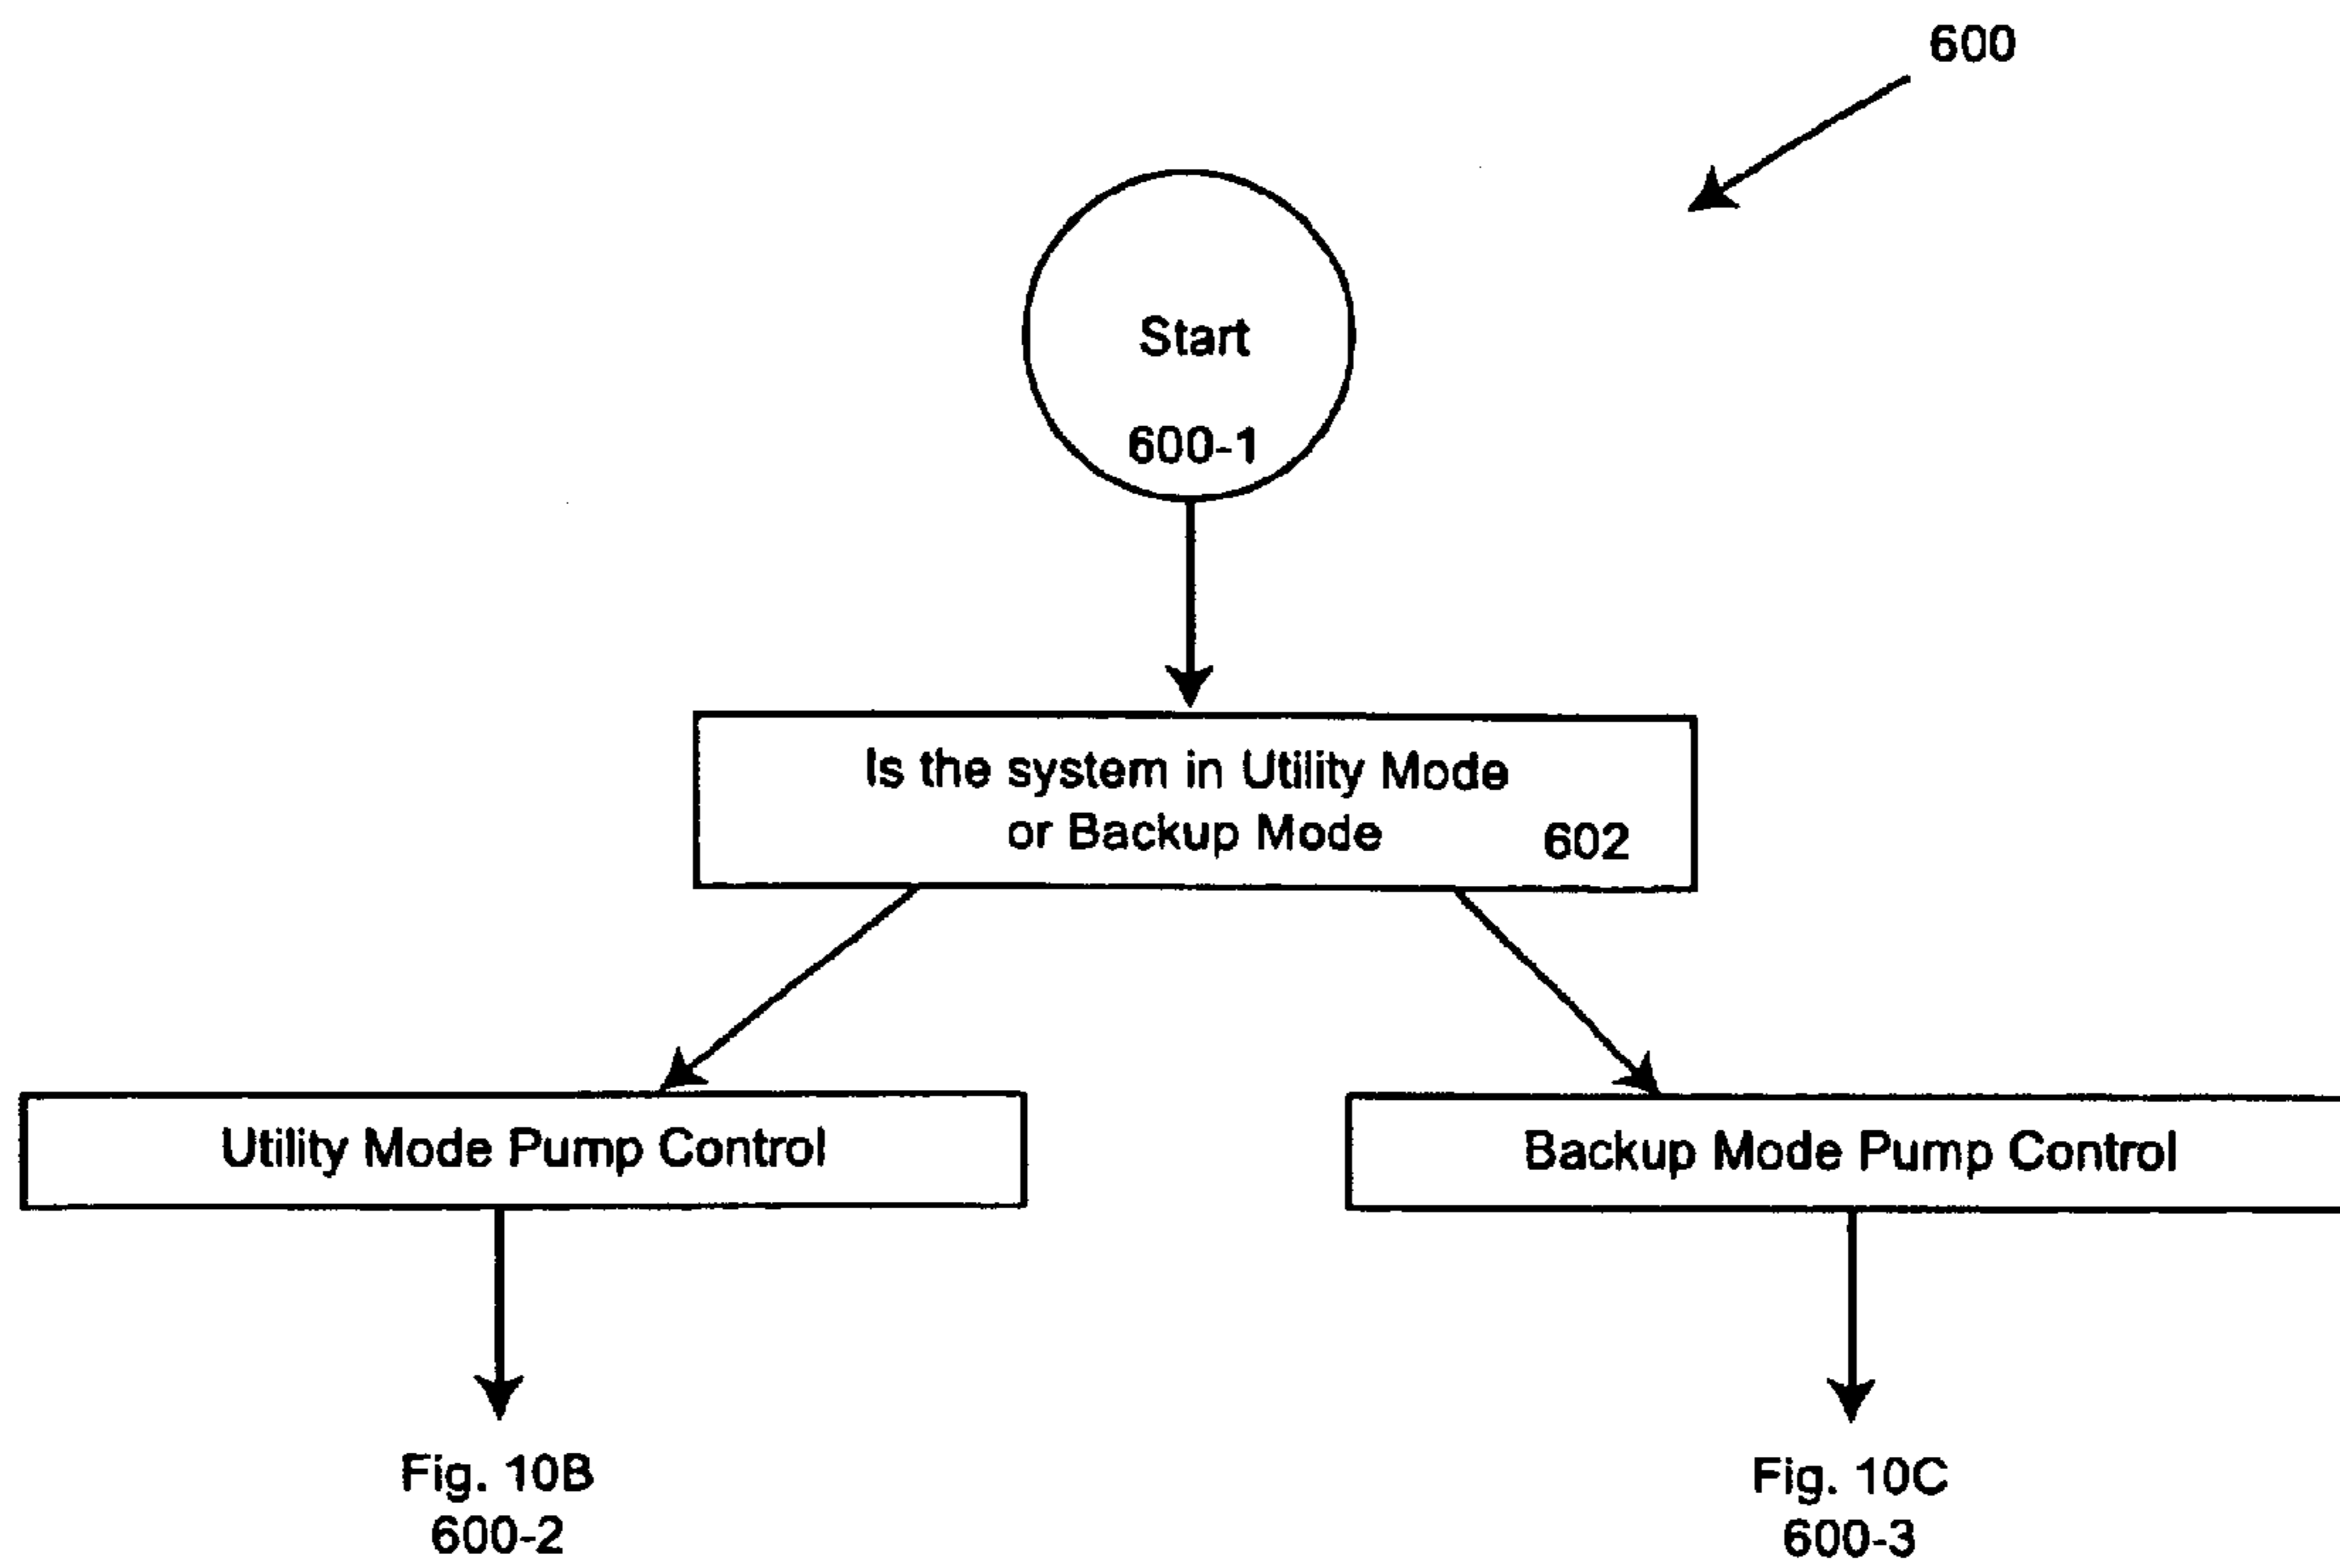 600
Start
600-1
Is the system in Utility Mode
or Backup Mode 602
Utility Mode Pump Control
Backup Mode Pump Control
Fig. 10B
600-2
Fig. 10C
600-3